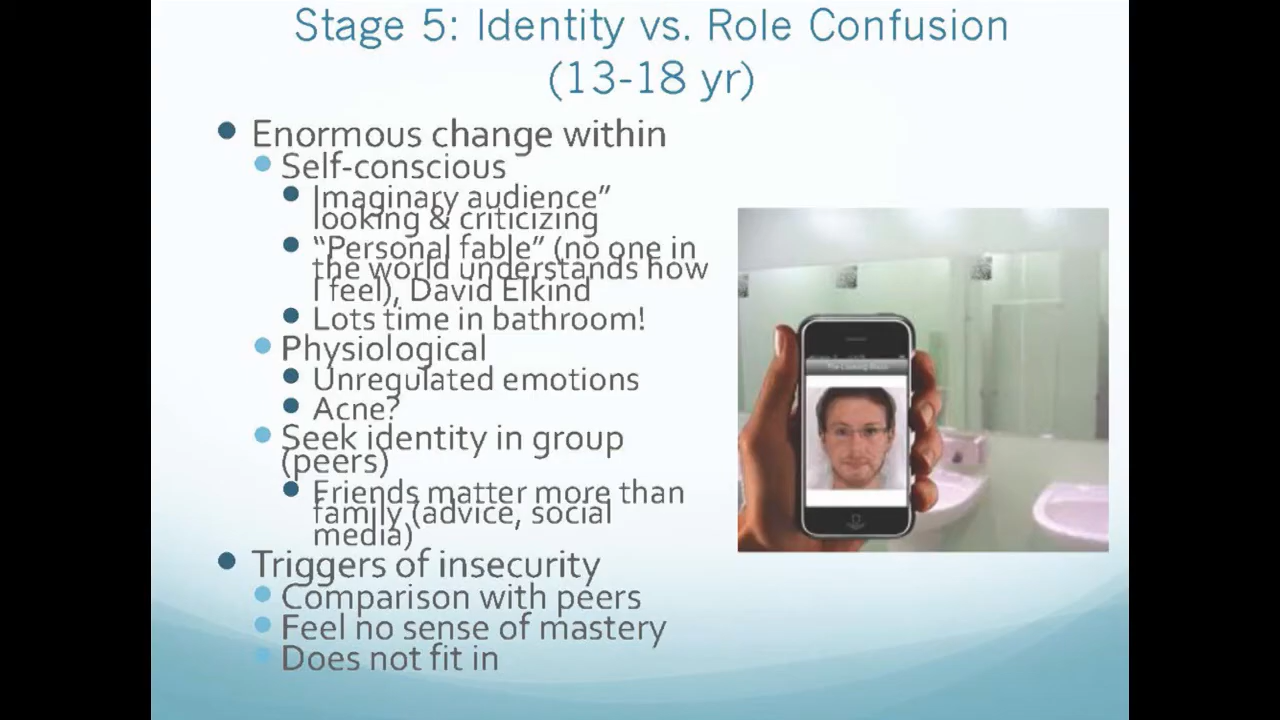 Stage 5: Identity vs. Role Confusion
(13-18 yr)
Enormous change within
Self-conscious
Imaginary audience”
looking & criticizing
“Personal fable” (no one in
the world understands how
I feel), David Elkind
Lots time in bathroom!
Physiological
Unregulated emotions
Acne?
Seek identity in group
(peers)
Friends matter more than
family (advice, social
media)
Triggers of insecurity
Comparison with peers
Feel no sense of mastery
Does not fit in